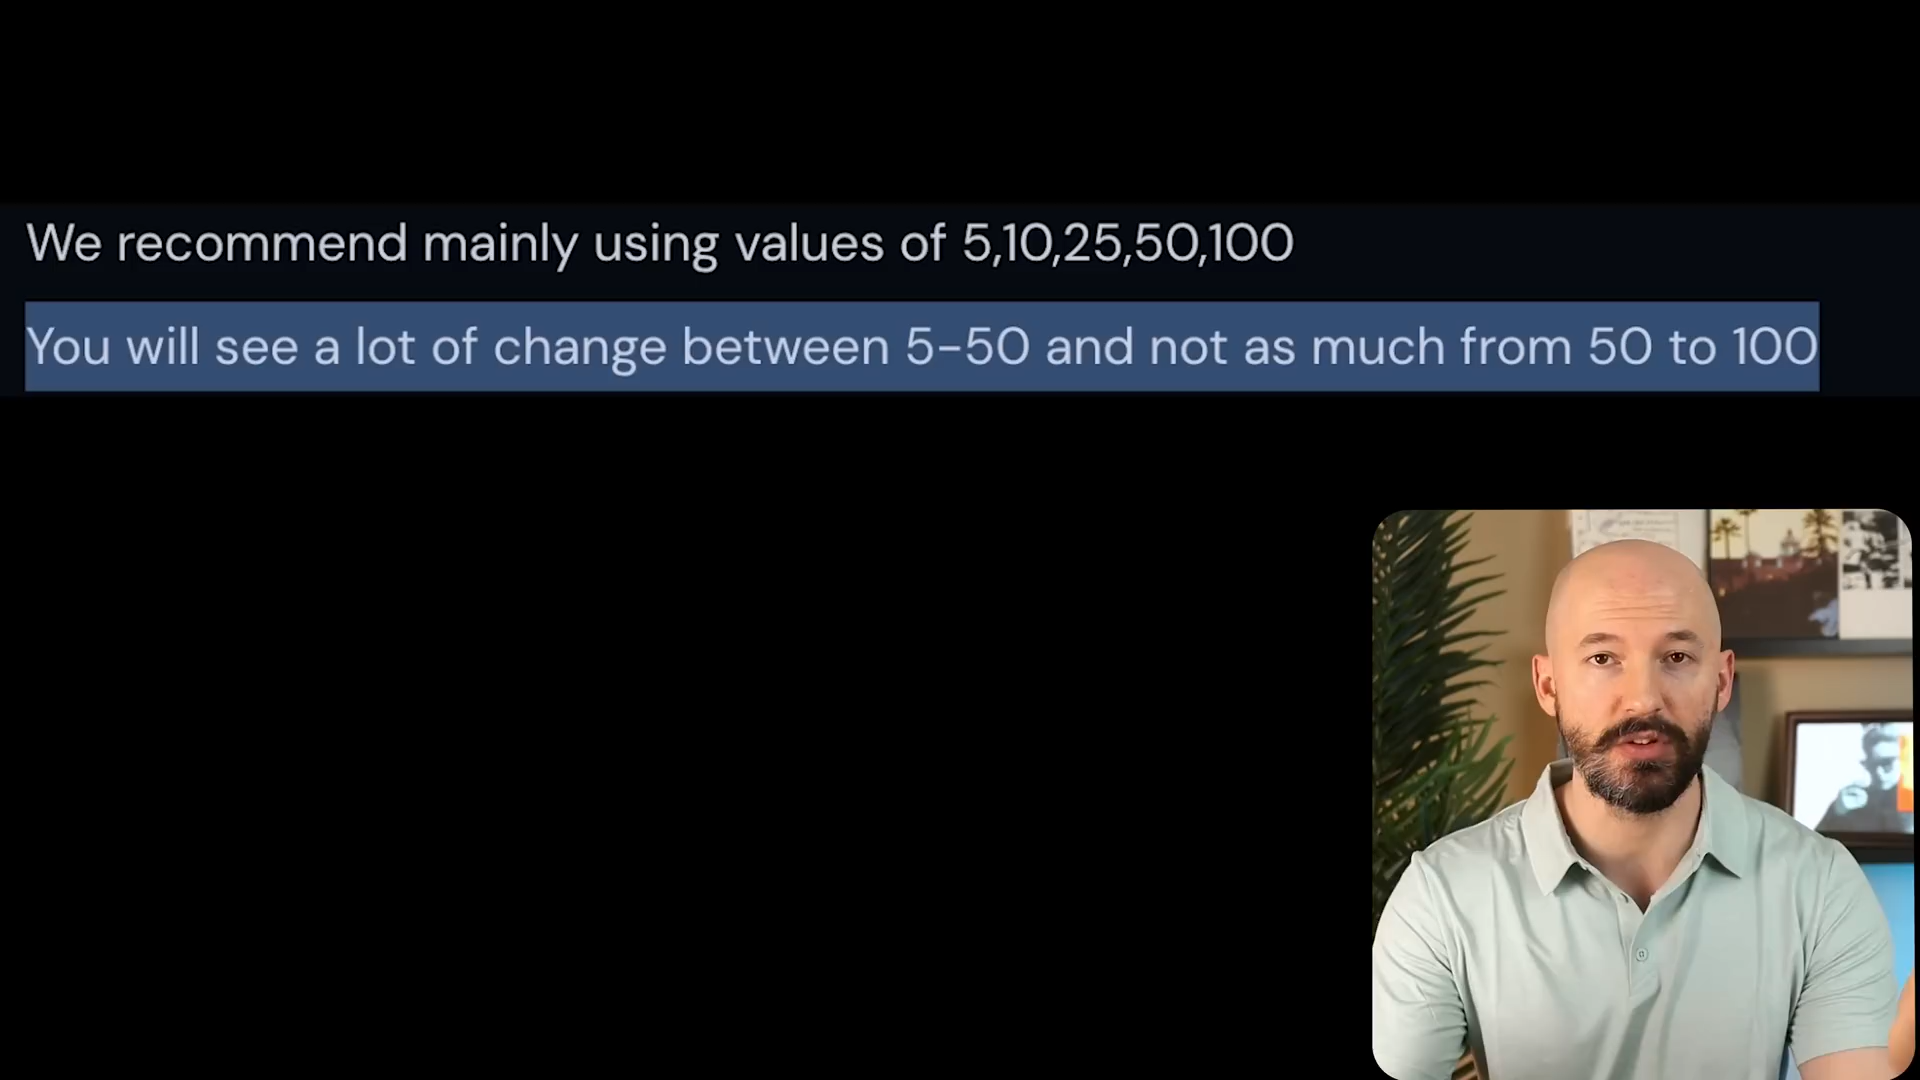 We recommend mainly using values of 5,10,25,50,100
You will see a lot of change between 5-50 and not as much from 50 to 100